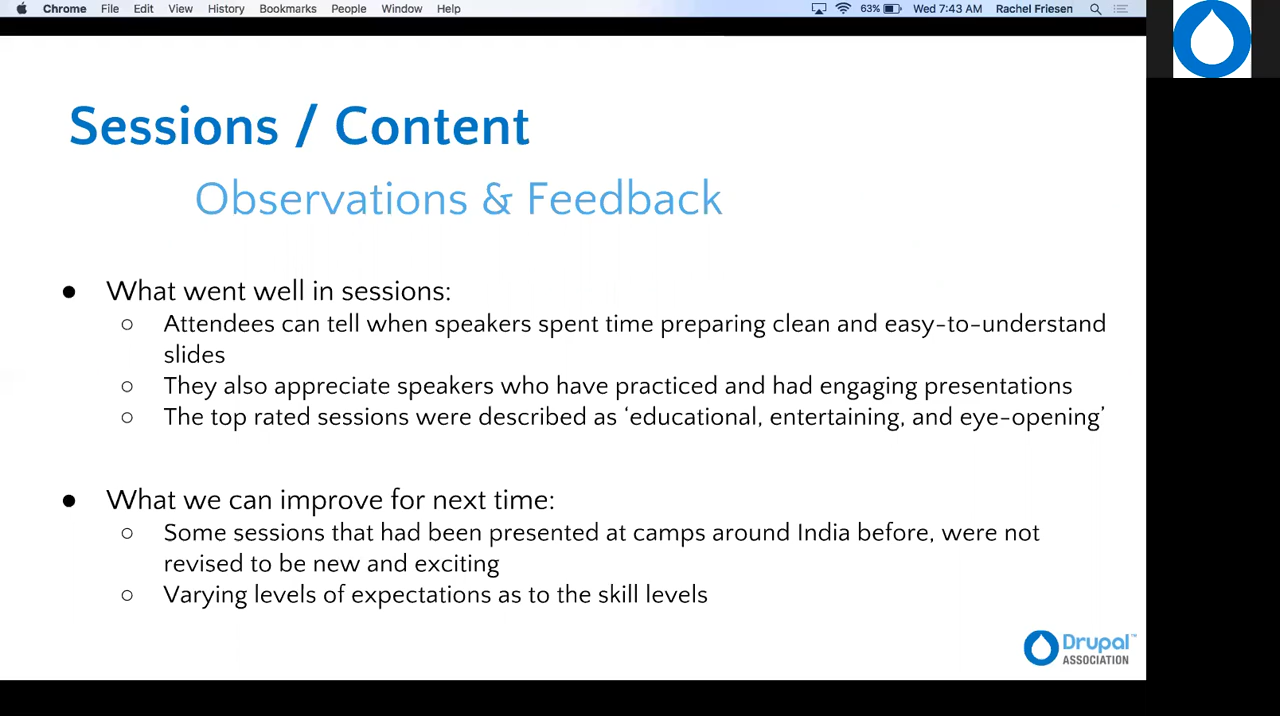 Chrome File Edit View History Bookmarks People Window Help 63% Wed 7:43 AM Rachel Friesen
Sessions / Content
Observations & Feedback
● What went well in sessions:
○ Attendees can tell when speakers spent time preparing clean and easy-to-understand
slides
○ They also appreciate speakers who have practiced and had engaging presentations
○ The top rated sessions were described as ‘educational, entertaining, and eye-opening’
● What we can improve for next time:
○ Some sessions that had been presented at camps around India before, were not
revised to be new and exciting
○ Varying levels of expectations as to the skill levels
Drupal™
ASSOCIATION